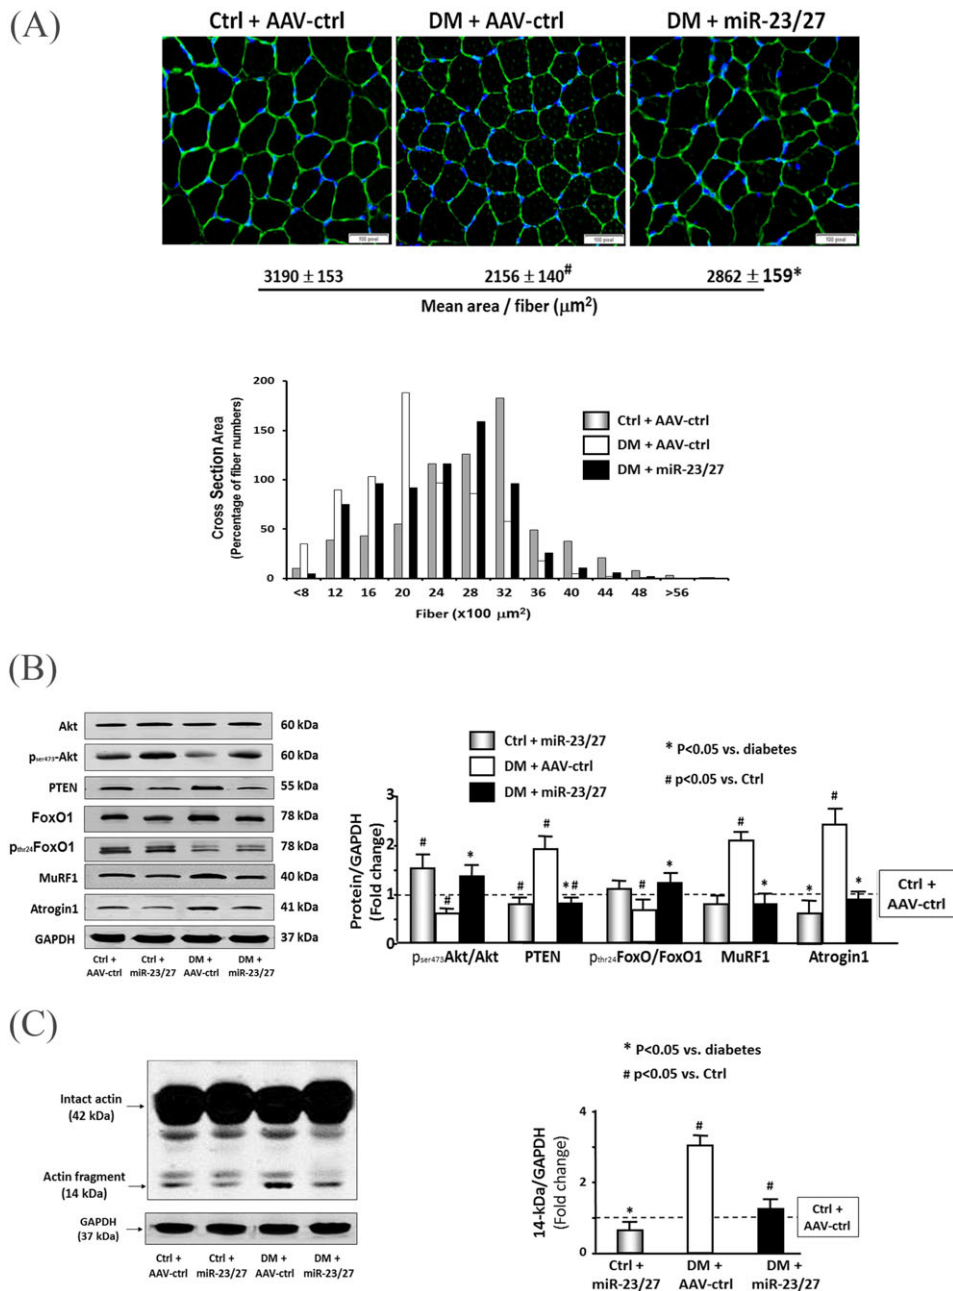 (A)
Ctrl + AAV-ctrl DM + AAV-ctrl DM + miR-23/27
100 pixel 100 pixel 100 pixel
3190 ± 153 2156 ± 140# 2862 ± 159*
Mean area / fiber (μm²)
Cross Section Area
(Percentage of fiber numbers)
200
150
100
50
0
Ctrl + AAV-ctrl
DM + AAV-ctrl
DM + miR-23/27
<8 12 16 20 24 28 32 36 40 44 48 >56
Fiber (x100 μm²)
(B)
Akt 60 kDa
pser473-Akt 60 kDa
PTEN 55 kDa
FoxO1 78 kDa
pthr24FoxO1 78 kDa
MuRF1 40 kDa
Atrogin1 41 kDa
GAPDH 37 kDa
Ctrl + Ctrl + DM + DM +
AAV-ctrl miR-23/27 AAV-ctrl miR-23/27
Ctrl + miR-23/27
DM + AAV-ctrl
DM + miR-23/27
* P<0.05 vs. diabetes
# p<0.05 vs. Ctrl
Protein/GAPDH
(Fold change)
3
2
1
0
# # * # # *# # * # * # # *
Ctrl +
AAV-ctrl
pser473Akt/Akt PTEN pthr24FoxO/FoxO1 MuRF1 Atrogin1
(C)
Intact actin
(42 kDa)
Actin fragment
(14 kDa)
GAPDH
(37 kDa)
Ctrl + Ctrl + DM + DM +
AAV-ctrl miR-23/27 AAV-ctrl miR-23/27
* P<0.05 vs. diabetes
# p<0.05 vs. Ctrl
14-kDa/GAPDH
(Fold change)
4
2
0
* # #
Ctrl +
AAV-ctrl
Ctrl + DM + DM +
miR-23/27 AAV-ctrl miR-23/27